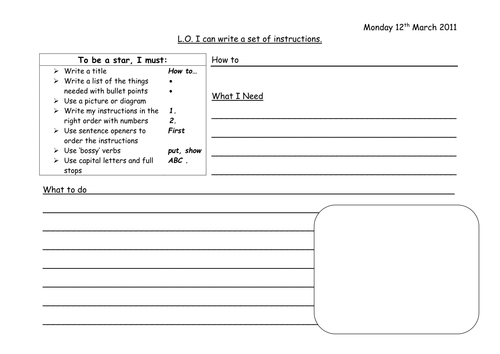 Monday 12th March 2011
L.O. I can write a set of instructions.
To be a star, I must:
➢ Write a title How to…
➢ Write a list of the things •
needed with bullet points •
➢ Use a picture or diagram
➢ Write my instructions in the 1.
right order with numbers 2.
➢ Use sentence openers to First
order the instructions
➢ Use ‘bossy’ verbs put, show
➢ Use capital letters and full ABC .
stops
How to
What I Need
What to do